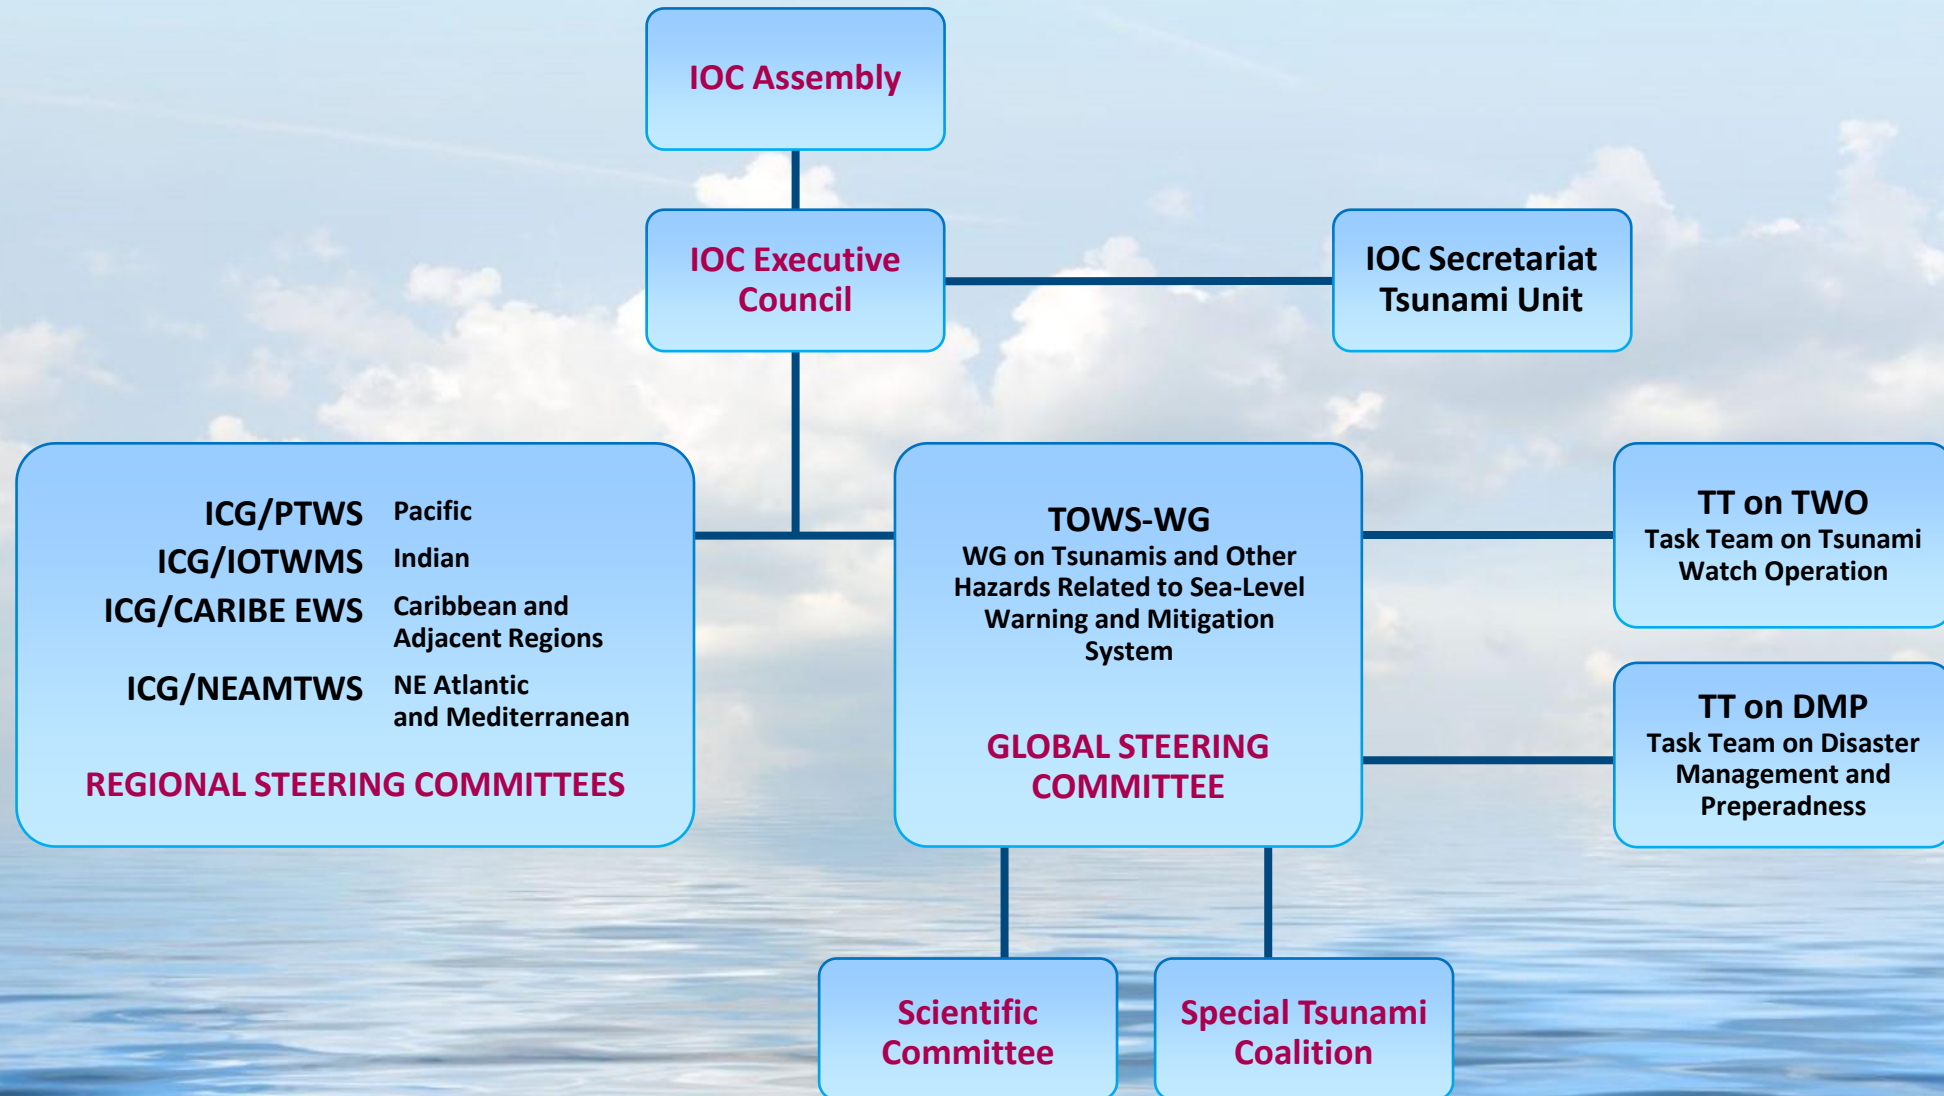 IOC Assembly
IOC Executive
Council
IOC Secretariat
Tsunami Unit
ICG/PTWS Pacific
ICG/IOTWMS Indian
ICG/CARIBE EWS Caribbean and
Adjacent Regions
ICG/NEAMTWS NE Atlantic
and Mediterranean
REGIONAL STEERING COMMITTEES
TOWS-WG
WG on Tsunamis and Other
Hazards Related to Sea-Level
Warning and Mitigation
System
GLOBAL STEERING
COMMITTEE
TT on TWO
Task Team on Tsunami
Watch Operation
TT on DMP
Task Team on Disaster
Management and
Preperadness
Scientific
Committee
Special Tsunami
Coalition